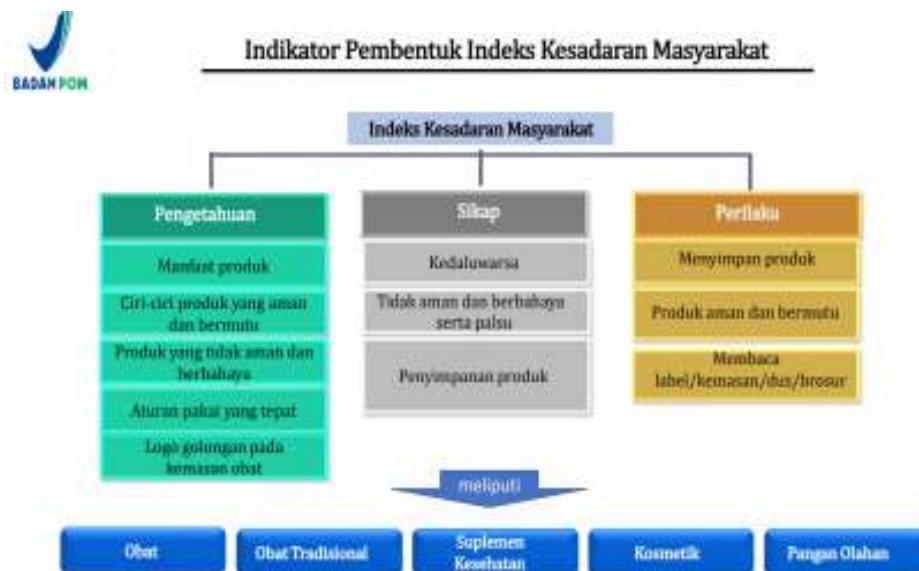 BADAN POM
Indikator Pembentuk Indeks Kesadaran Masyarakat
Indeks Kesadaran Masyarakat
Pengetahuan
Manfaat produk
Ciri-ciri produk yang aman
dan bermutu
Produk yang tidak aman dan
berbahaya
Aturan pakai yang tepat
Logo golongan pada
kemasan obat
Sikap
Kedaluwarsa
Tidak aman dan berbahaya
serta palsu
Penyimpanan produk
Perilaku
Menyimpan produk
Produk aman dan bermutu
Membaca
label/kemasan/dus/brosur
meliputi
Obat
Obat Tradisional
Suplemen
Kesehatan
Kosmetik
Pangan Olahan